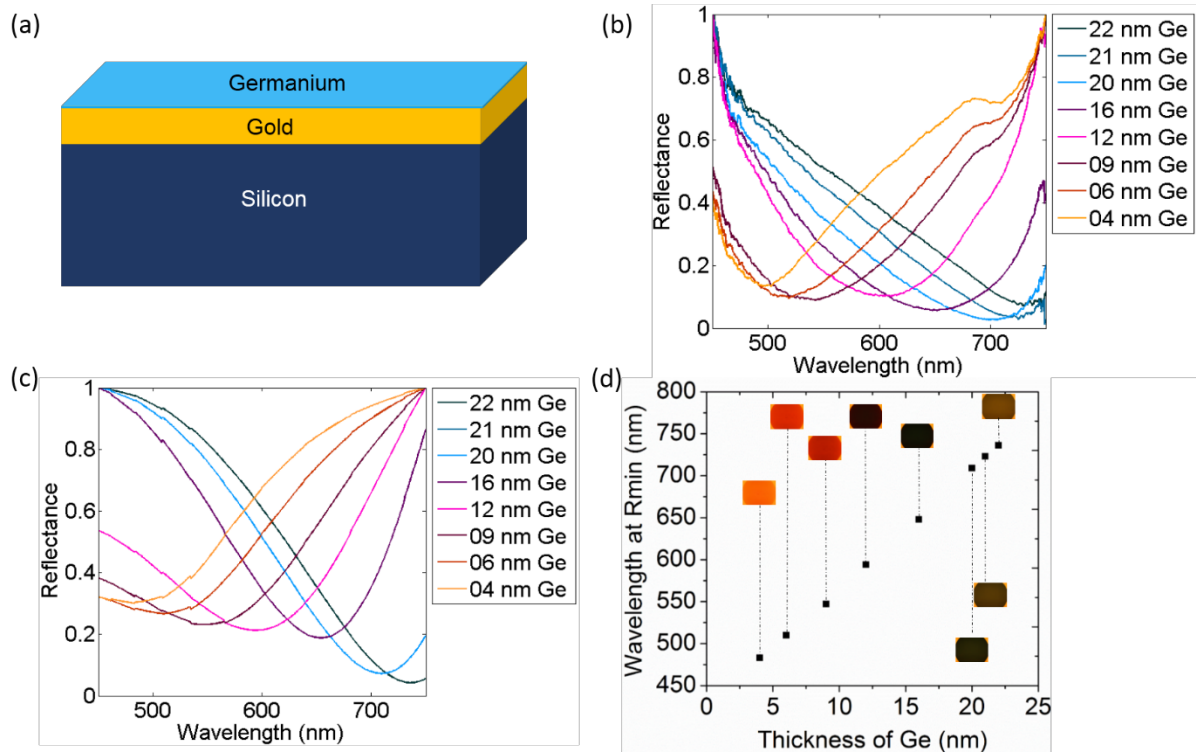 (a)
Germanium
Gold
Silicon
(b)
1
0.8
0.6
0.4
0.2
0
500
600
700
Reflectance
Wavelength (nm)
22 nm Ge
21 nm Ge
20 nm Ge
16 nm Ge
12 nm Ge
09 nm Ge
06 nm Ge
04 nm Ge
(c)
1
0.8
0.6
0.4
0.2
0
500
600
700
Reflectance
Wavelength (nm)
22 nm Ge
21 nm Ge
20 nm Ge
16 nm Ge
12 nm Ge
09 nm Ge
06 nm Ge
04 nm Ge
(d)
800
750
700
650
600
550
500
450
0
5
10
15
20
25
Wavelength at Rmin (nm)
Thickness of Ge (nm)